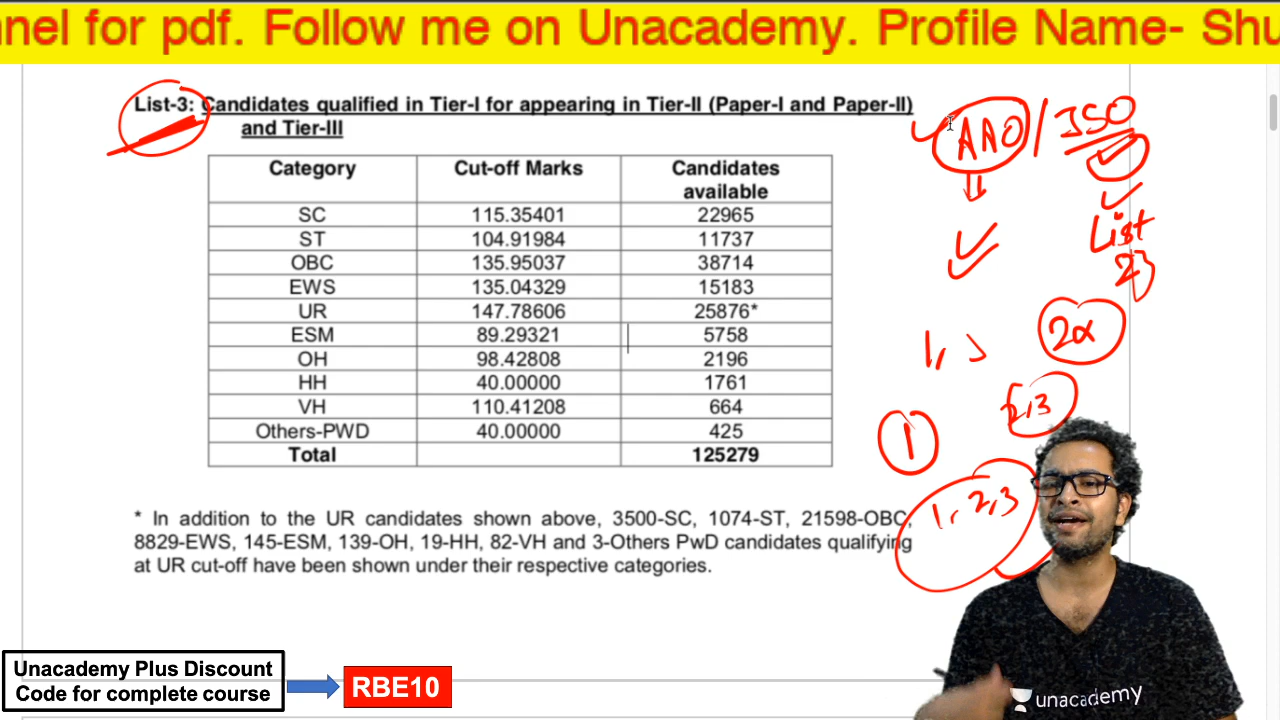 nnel for pdf. Follow me on Unacademy. Profile Name- Shu
List-3: Candidates qualified in Tier-I for appearing in Tier-II (Paper-I and Paper-II)
and Tier-III
Category Cut-off Marks Candidates
available
SC 115.35401 22965
ST 104.91984 11737
OBC 135.95037 38714
EWS 135.04329 15183
UR 147.78606 25876*
ESM 89.29321 5758
OH 98.42808 2196
HH 40.00000 1761
VH 110.41208 664
Others-PWD 40.00000 425
Total 125279
* In addition to the UR candidates shown above, 3500-SC, 1074-ST, 21598-OBC,
8829-EWS, 145-ESM, 139-OH, 19-HH, 82-VH and 3-Others PwD candidates qualifying
at UR cut-off have been shown under their respective categories.
AAO / JSO
List
2
1, 
2,3
1
1, 2,3
Unacademy Plus Discount
Code for complete course
RBE10
unacademy